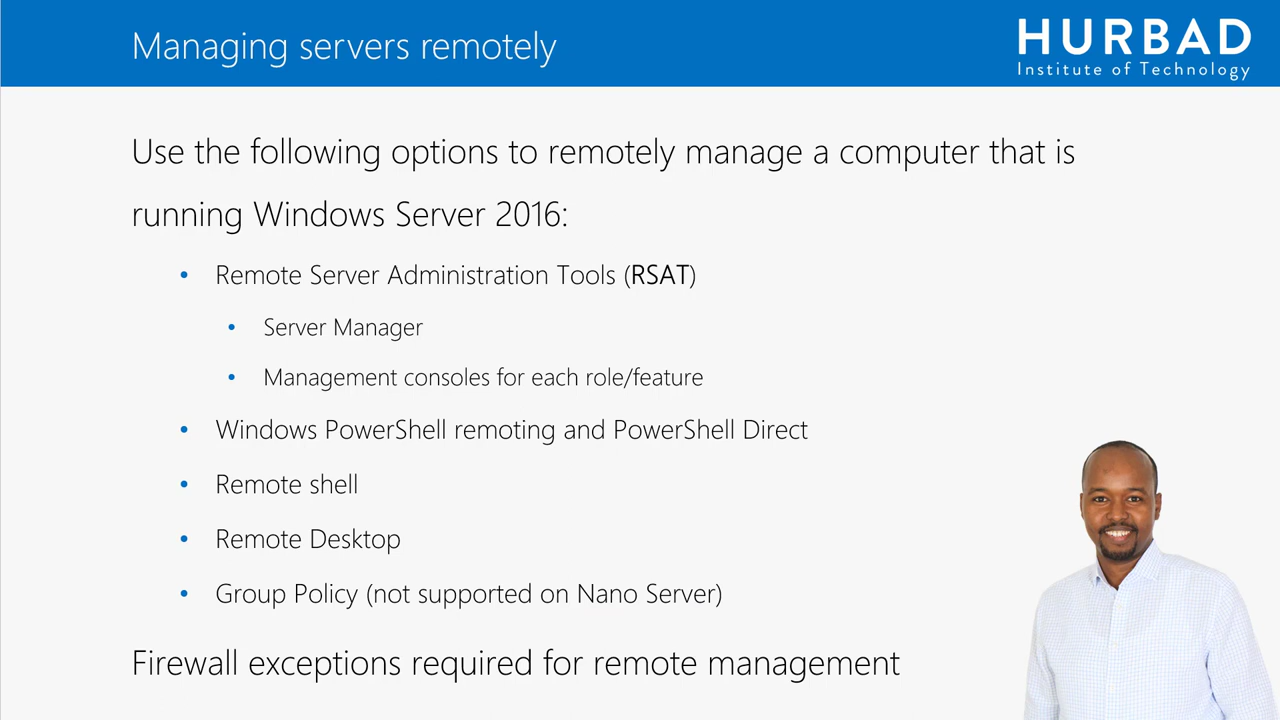 Managing servers remotely
HURBAD
Institute of Technology
Use the following options to remotely manage a computer that is
running Windows Server 2016:
• Remote Server Administration Tools (RSAT)
• Server Manager
• Management consoles for each role/feature
• Windows PowerShell remoting and PowerShell Direct
• Remote shell
• Remote Desktop
• Group Policy (not supported on Nano Server)
Firewall exceptions required for remote management